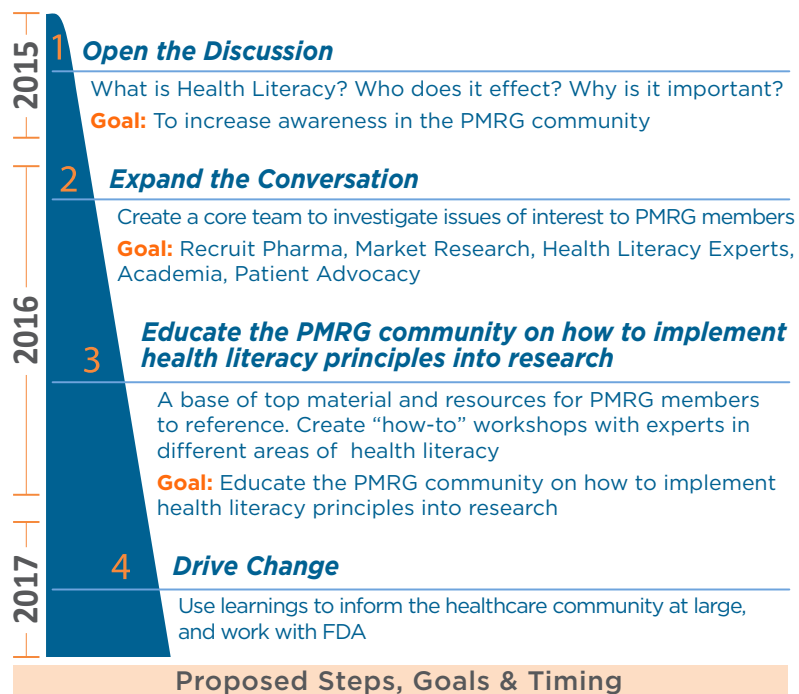 2015
1 Open the Discussion
What is Health Literacy? Who does it effect? Why is it important?
Goal: To increase awareness in the PMRG community
2016
2 Expand the Conversation
Create a core team to investigate issues of interest to PMRG members
Goal: Recruit Pharma, Market Research, Health Literacy Experts,
Academia, Patient Advocacy
3 Educate the PMRG community on how to implement
health literacy principles into research
A base of top material and resources for PMRG members
to reference. Create “how-to” workshops with experts in
different areas of health literacy
Goal: Educate the PMRG community on how to implement
health literacy principles into research
2017
4 Drive Change
Use learnings to inform the healthcare community at large,
and work with FDA
Proposed Steps, Goals & Timing